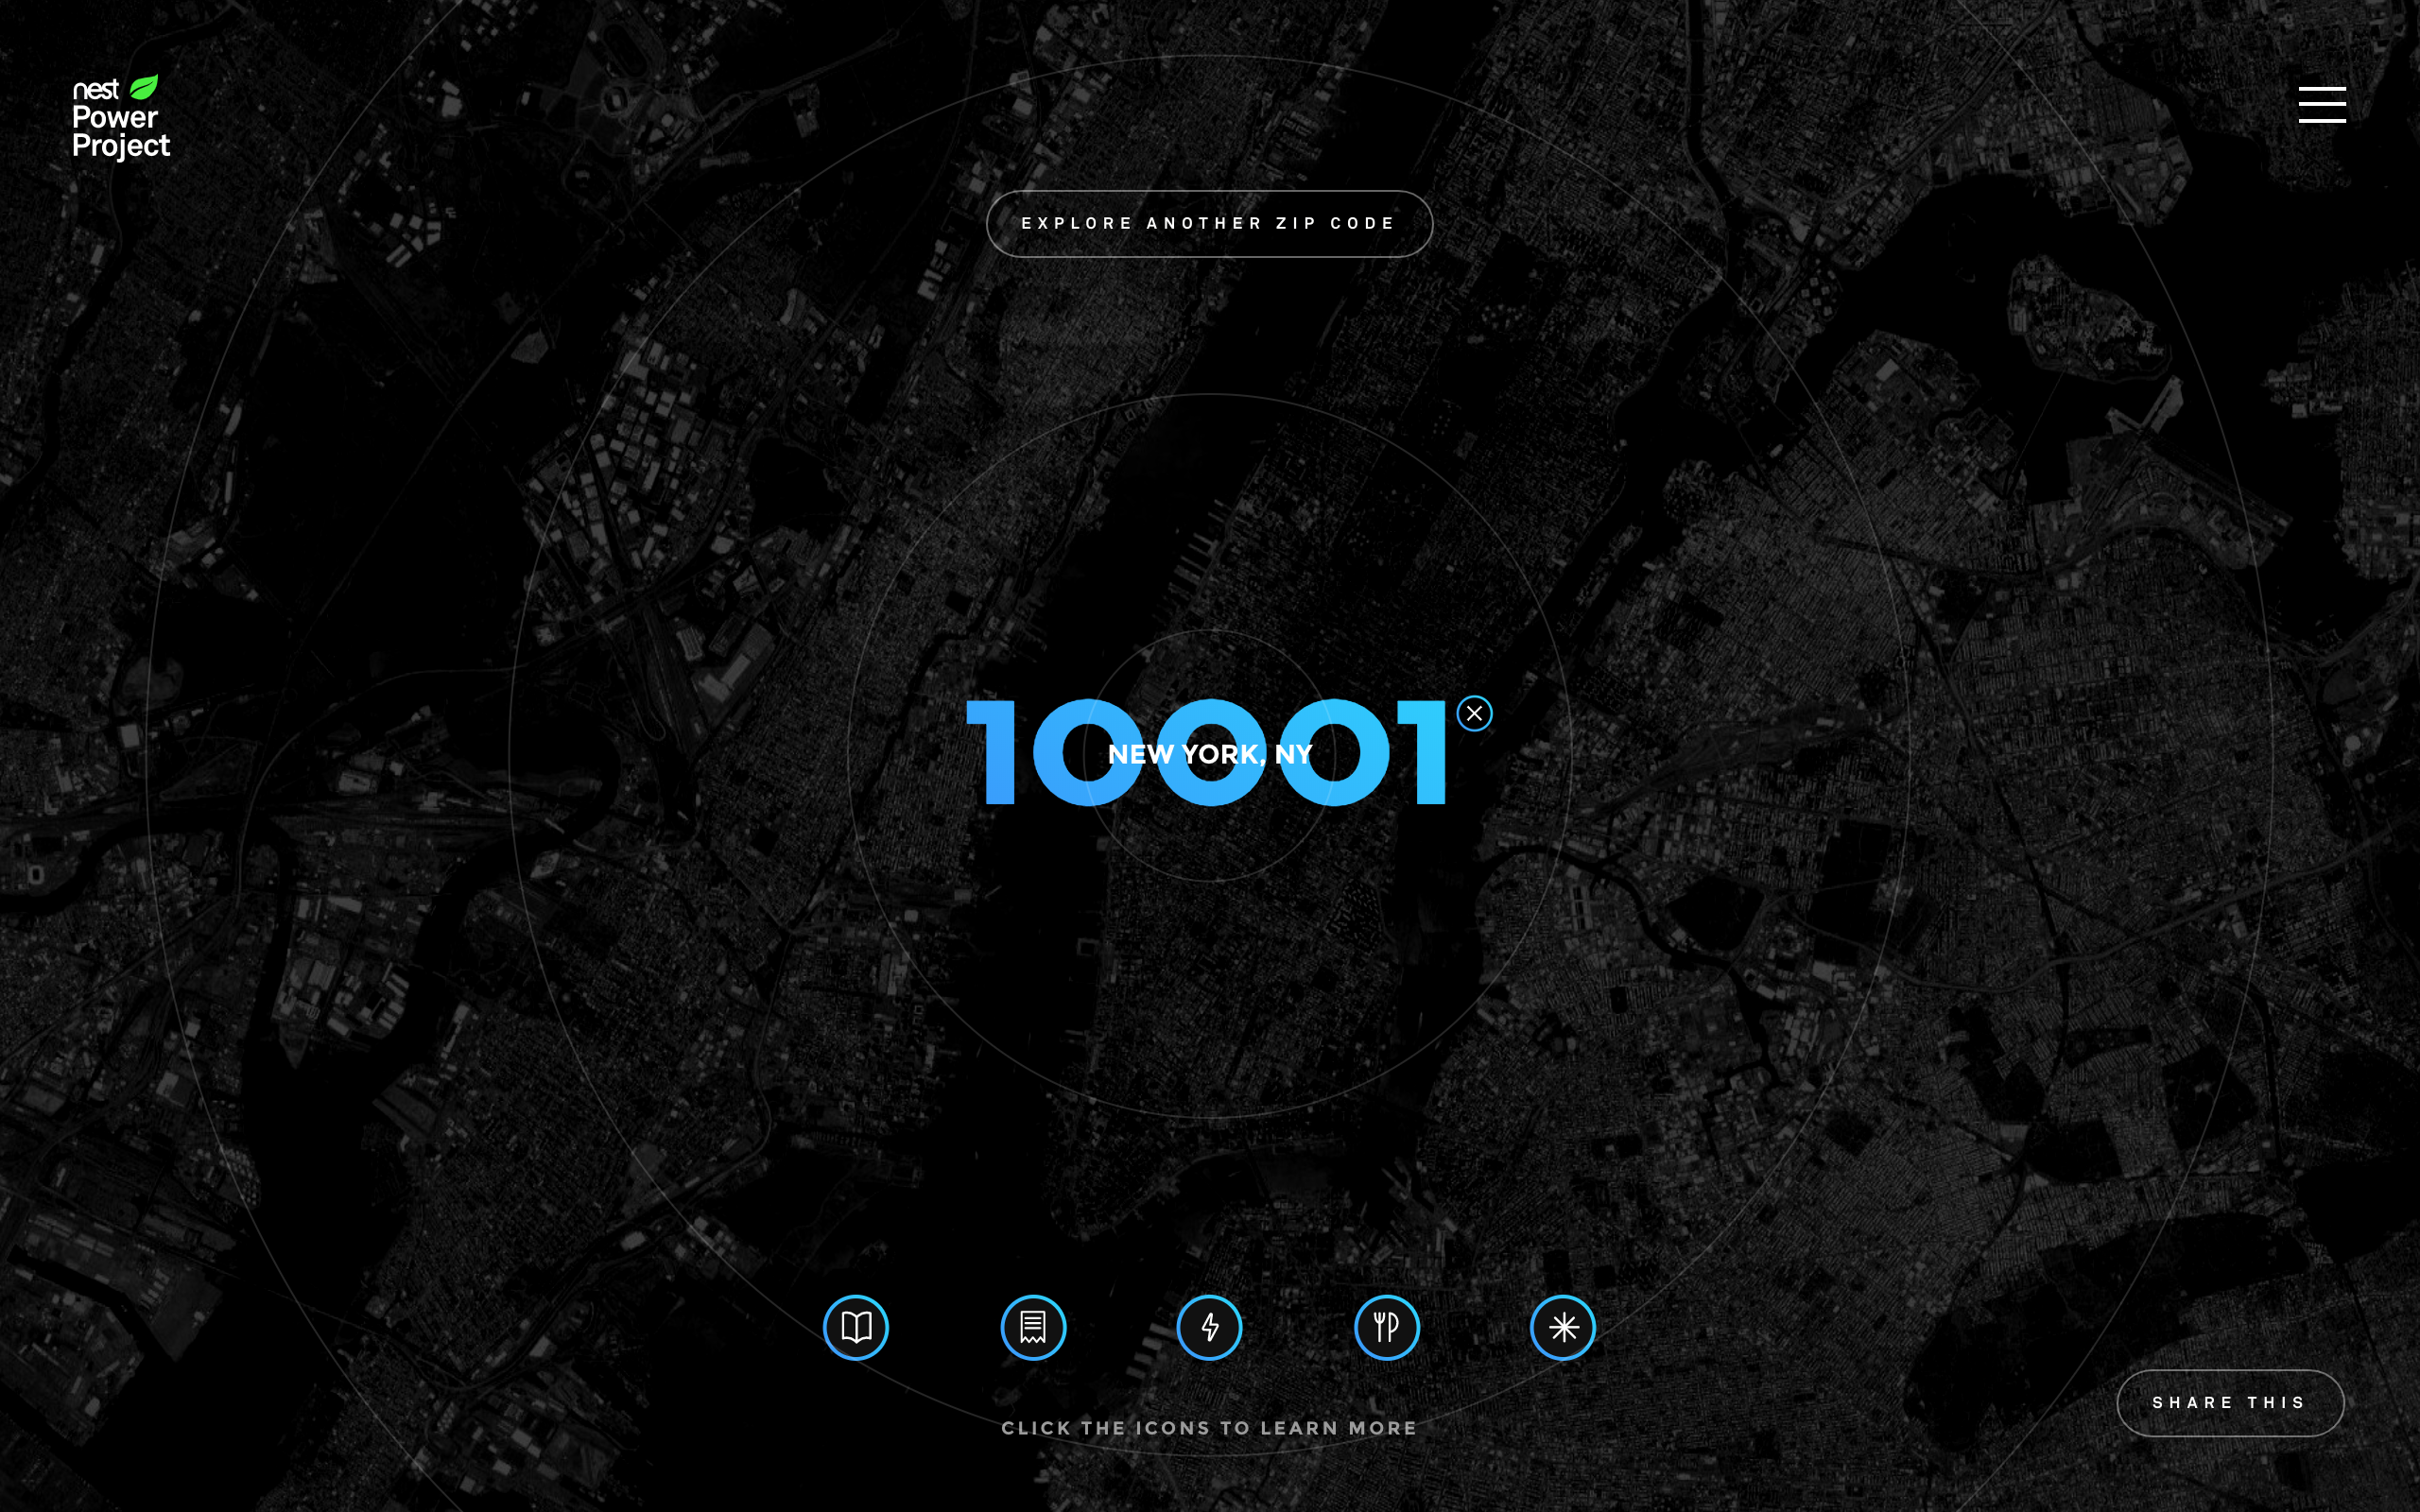 nest
Power
Project
EXPLORE ANOTHER ZIP CODE
10001
NEW YORK, NY
CLICK THE ICONS TO LEARN MORE
SHARE THIS